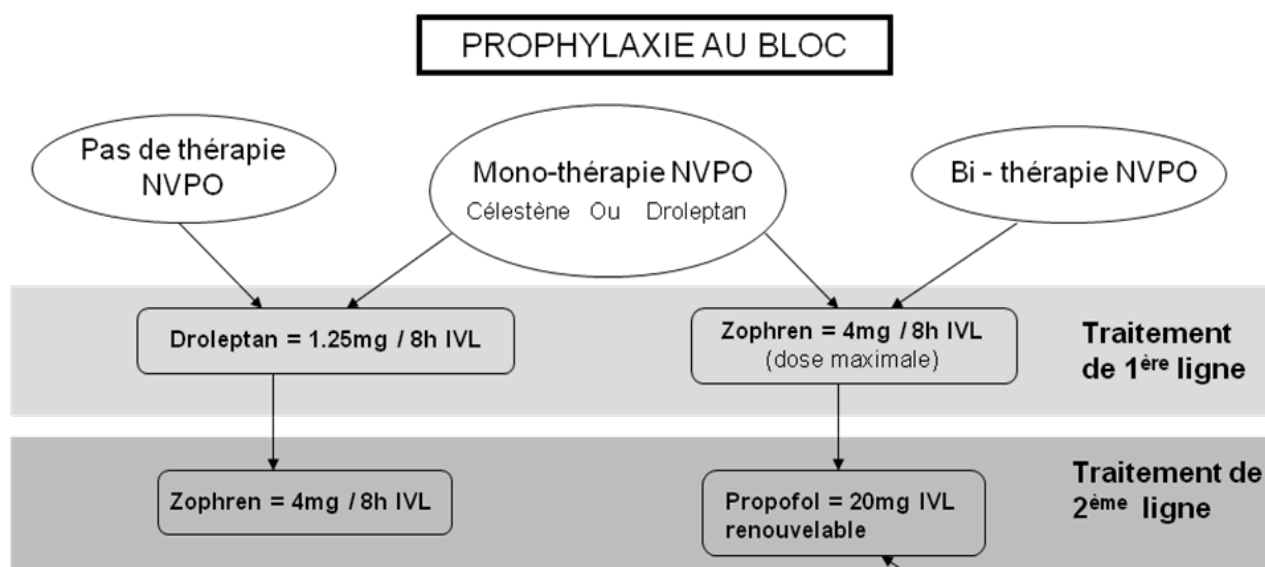 PROPHYLAXIE AU BLOC
Pas de thérapie
NVPO
Mono-thérapie NVPO
Célestène Ou Droleptan
Bi - thérapie NVPO
Droleptan = 1.25mg / 8h IVL
Zophren = 4mg / 8h IVL
(dose maximale)
Traitement
de 1ère ligne
Zophren = 4mg / 8h IVL
Propofol = 20mg IVL
renouvelable
Traitement de
2ème ligne